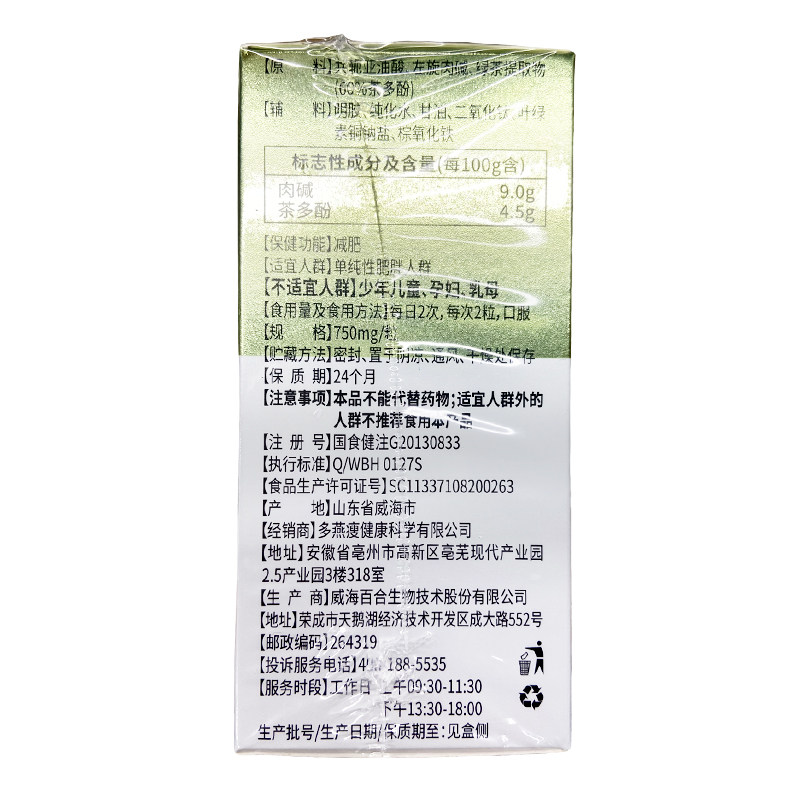 【原 料】共轭亚油酸、左旋肉碱、绿茶提取物
(60%茶多酚)
【辅 料】明胶、纯化水、甘油、二氧化钛、叶绿
素铜钠盐、棕氧化铁
标志性成分及含量(每100g含)
肉碱 9.0g
茶多酚 4.5g
【保健功能】减肥
【适宜人群】单纯性肥胖人群
【不适宜人群】少年儿童、孕妇、乳母
【食用量及食用方法】每日2次,每次2粒,口服
【规 格】750mg/粒
【贮藏方法】密封、置于阴凉、通风、干燥处保存
【保 质 期】24个月
【注意事项】本品不能代替药物;适宜人群外的
人群不推荐食用本产品
【注 册 号】国食健注G20130833
【执行标准】Q/WBH 0127S
【食品生产许可证号】SC11337108200263
【产 地】山东省威海市
【经销商】多燕瘦健康科学有限公司
【地址】安徽省亳州市高新区亳芜现代产业园
2.5产业园3楼318室
【生 产 商】威海百合生物技术股份有限公司
【地址】荣成市天鹅湖经济技术开发区成大路552号
【邮政编码】264319
【投诉服务电话】188-5535
【服务时段】工作日 上午09:30-11:30
下午13:30-18:00
生产批号/生产日期/保质期至:见盒侧